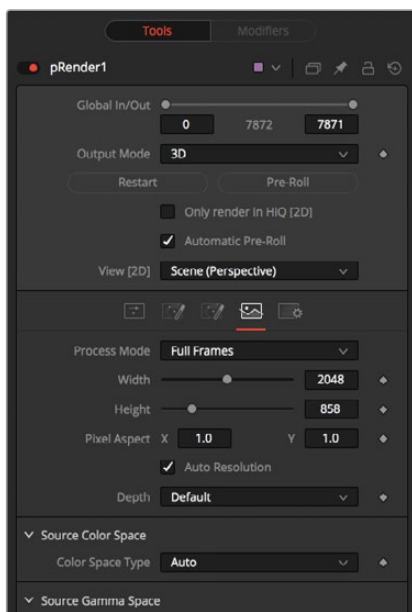 Tools Modifiers
pRender1
Global In/Out
0 7872 7871
Output Mode 3D
Restart Pre-Roll
Only render in HiQ [2D]
Automatic Pre-Roll
View [2D] Scene (Perspective)
Process Mode Full Frames
Width 2048
Height 858
Pixel Aspect X 1.0 Y 1.0
Auto Resolution
Depth Default
Source Color Space
Color Space Type Auto
Source Gamma Space